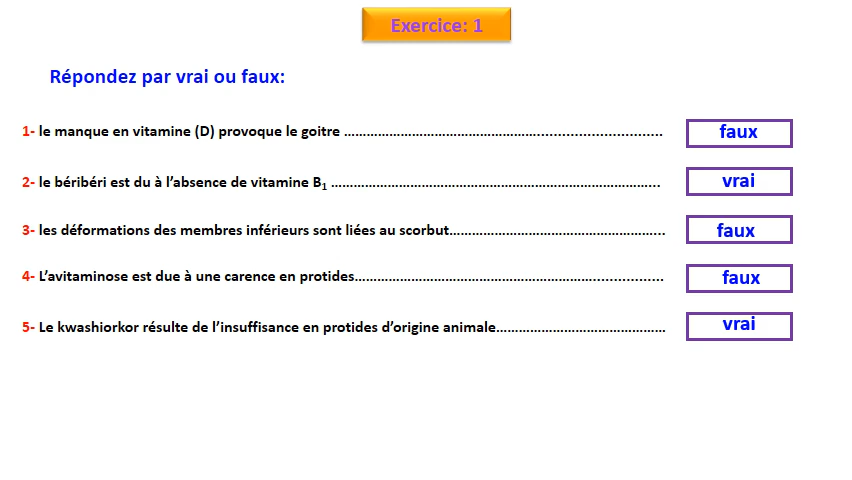 Exercice: 1
Répondez par vrai ou faux:
1- le manque en vitamine (D) provoque le goitre ………………………………………………............................... faux
2- le béribéri est du à l’absence de vitamine B₁ …………………………………………………………………………... vrai
3- les déformations des membres inférieurs sont liées au scorbut……………………………………………….. faux
4- L’avitaminose est due à une carence en protides………………………………………………………................. faux
5- Le kwashiorkor résulte de l’insuffisance en protides d’origine animale……………………………………… vrai